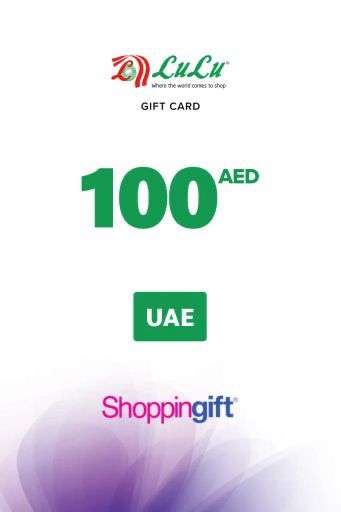 LuLu®
Where the world comes to shop
GIFT CARD
100 AED
UAE
Shoppingift®